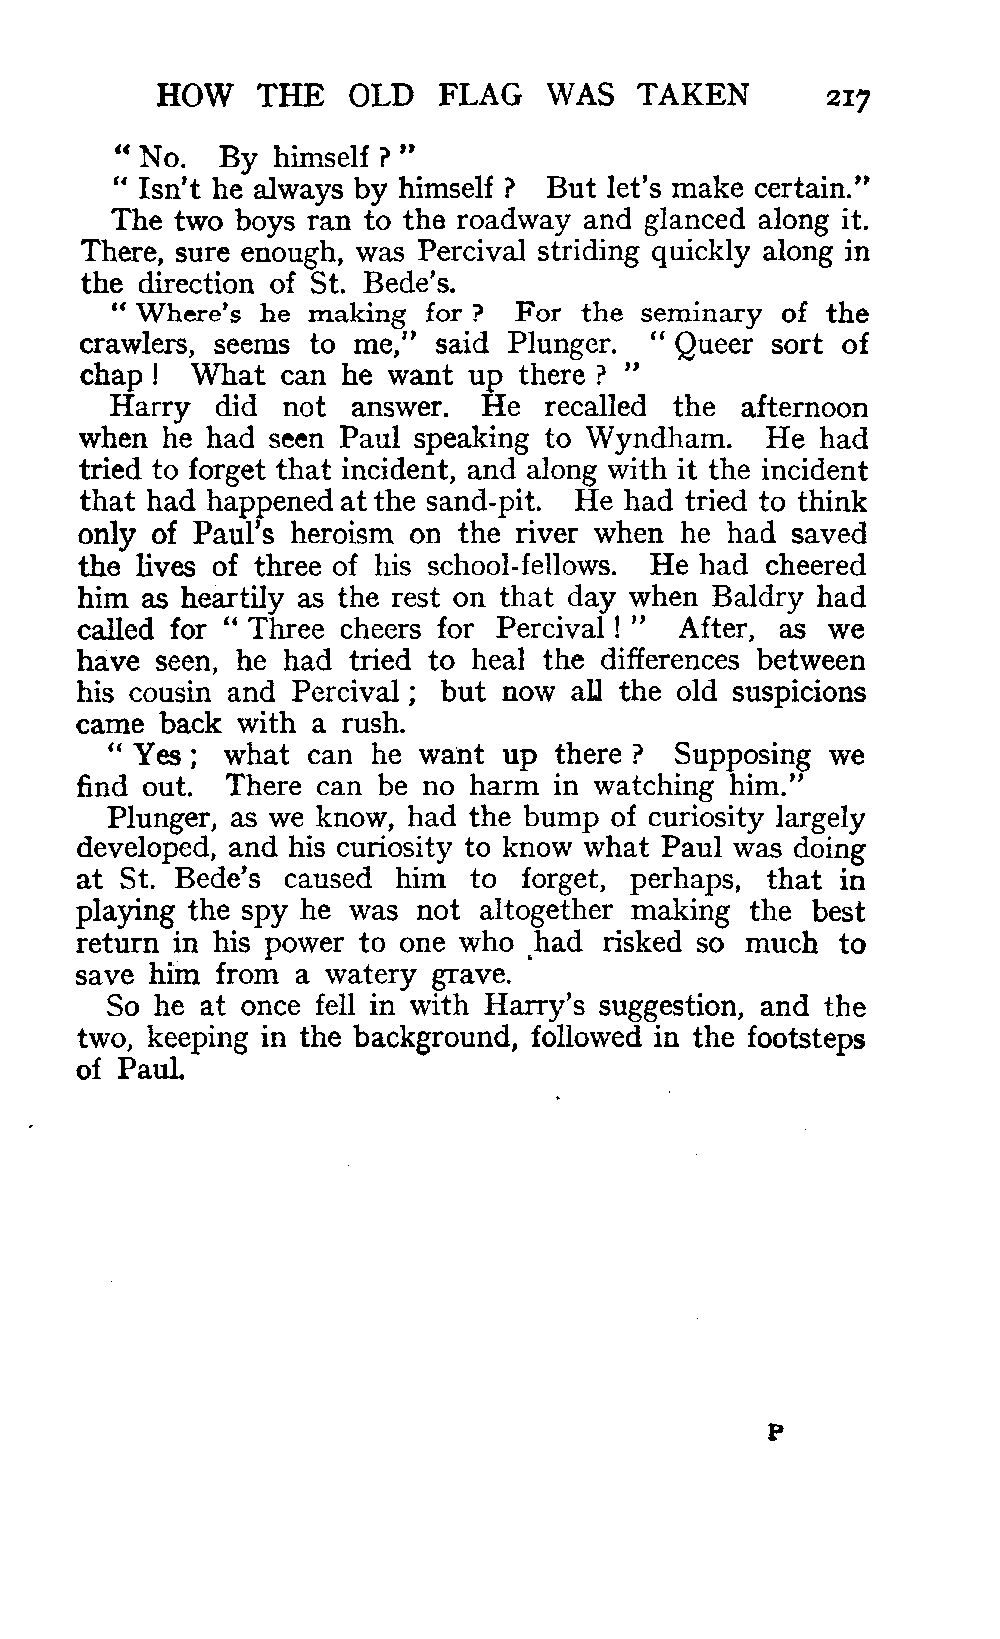 HOW THE OLD FLAG WAS TAKEN 217
" No. By himself ? "
" Isn't he always by himself ? But let's make certain."
The two boys ran to the roadway and glanced along it.
There, sure enough, was Percival striding quickly along in
the direction of St. Bede's.
" Where's he making for ? For the seminary of the
crawlers, seems to me," said Plunger. " Queer sort of
chap ! What can he want up there ? "
Harry did not answer. He recalled the afternoon
when he had seen Paul speaking to Wyndham. He had
tried to forget that incident, and along with it the incident
that had happened at the sand-pit. He had tried to think
only of Paul's heroism on the river when he had saved
the lives of three of his school-fellows. He had cheered
him as heartily as the rest on that day when Baldry had
called for " Three cheers for Percival ! " After, as we
have seen, he had tried to heal the differences between
his cousin and Percival ; but now all the old suspicions
came back with a rush.
" Yes ; what can he want up there ? Supposing we
find out. There can be no harm in watching him."
Plunger, as we know, had the bump of curiosity largely
developed, and his curiosity to know what Paul was doing
at St. Bede's caused him to forget, perhaps, that in
playing the spy he was not altogether making the best
return in his power to one who had risked so much to
save him from a watery grave.
So he at once fell in with Harry's suggestion, and the
two, keeping in the background, followed in the footsteps
of Paul.
P